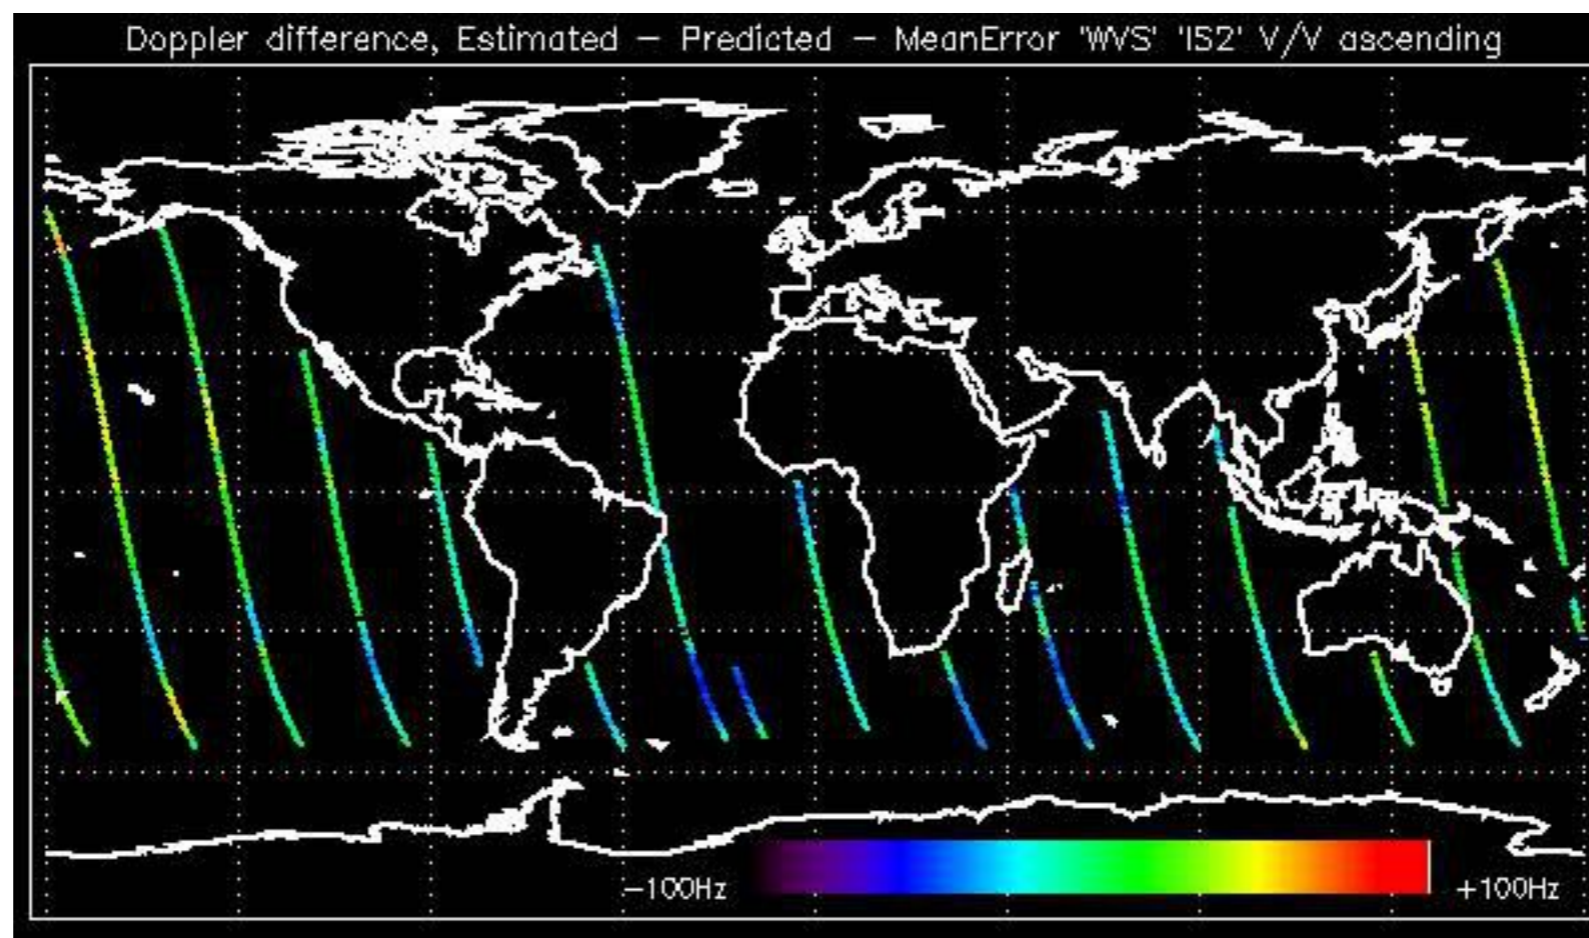 Doppler difference, Estimated – Predicted – MeanError 'WVS' 'IS2' V/V ascending
-100Hz
+100Hz